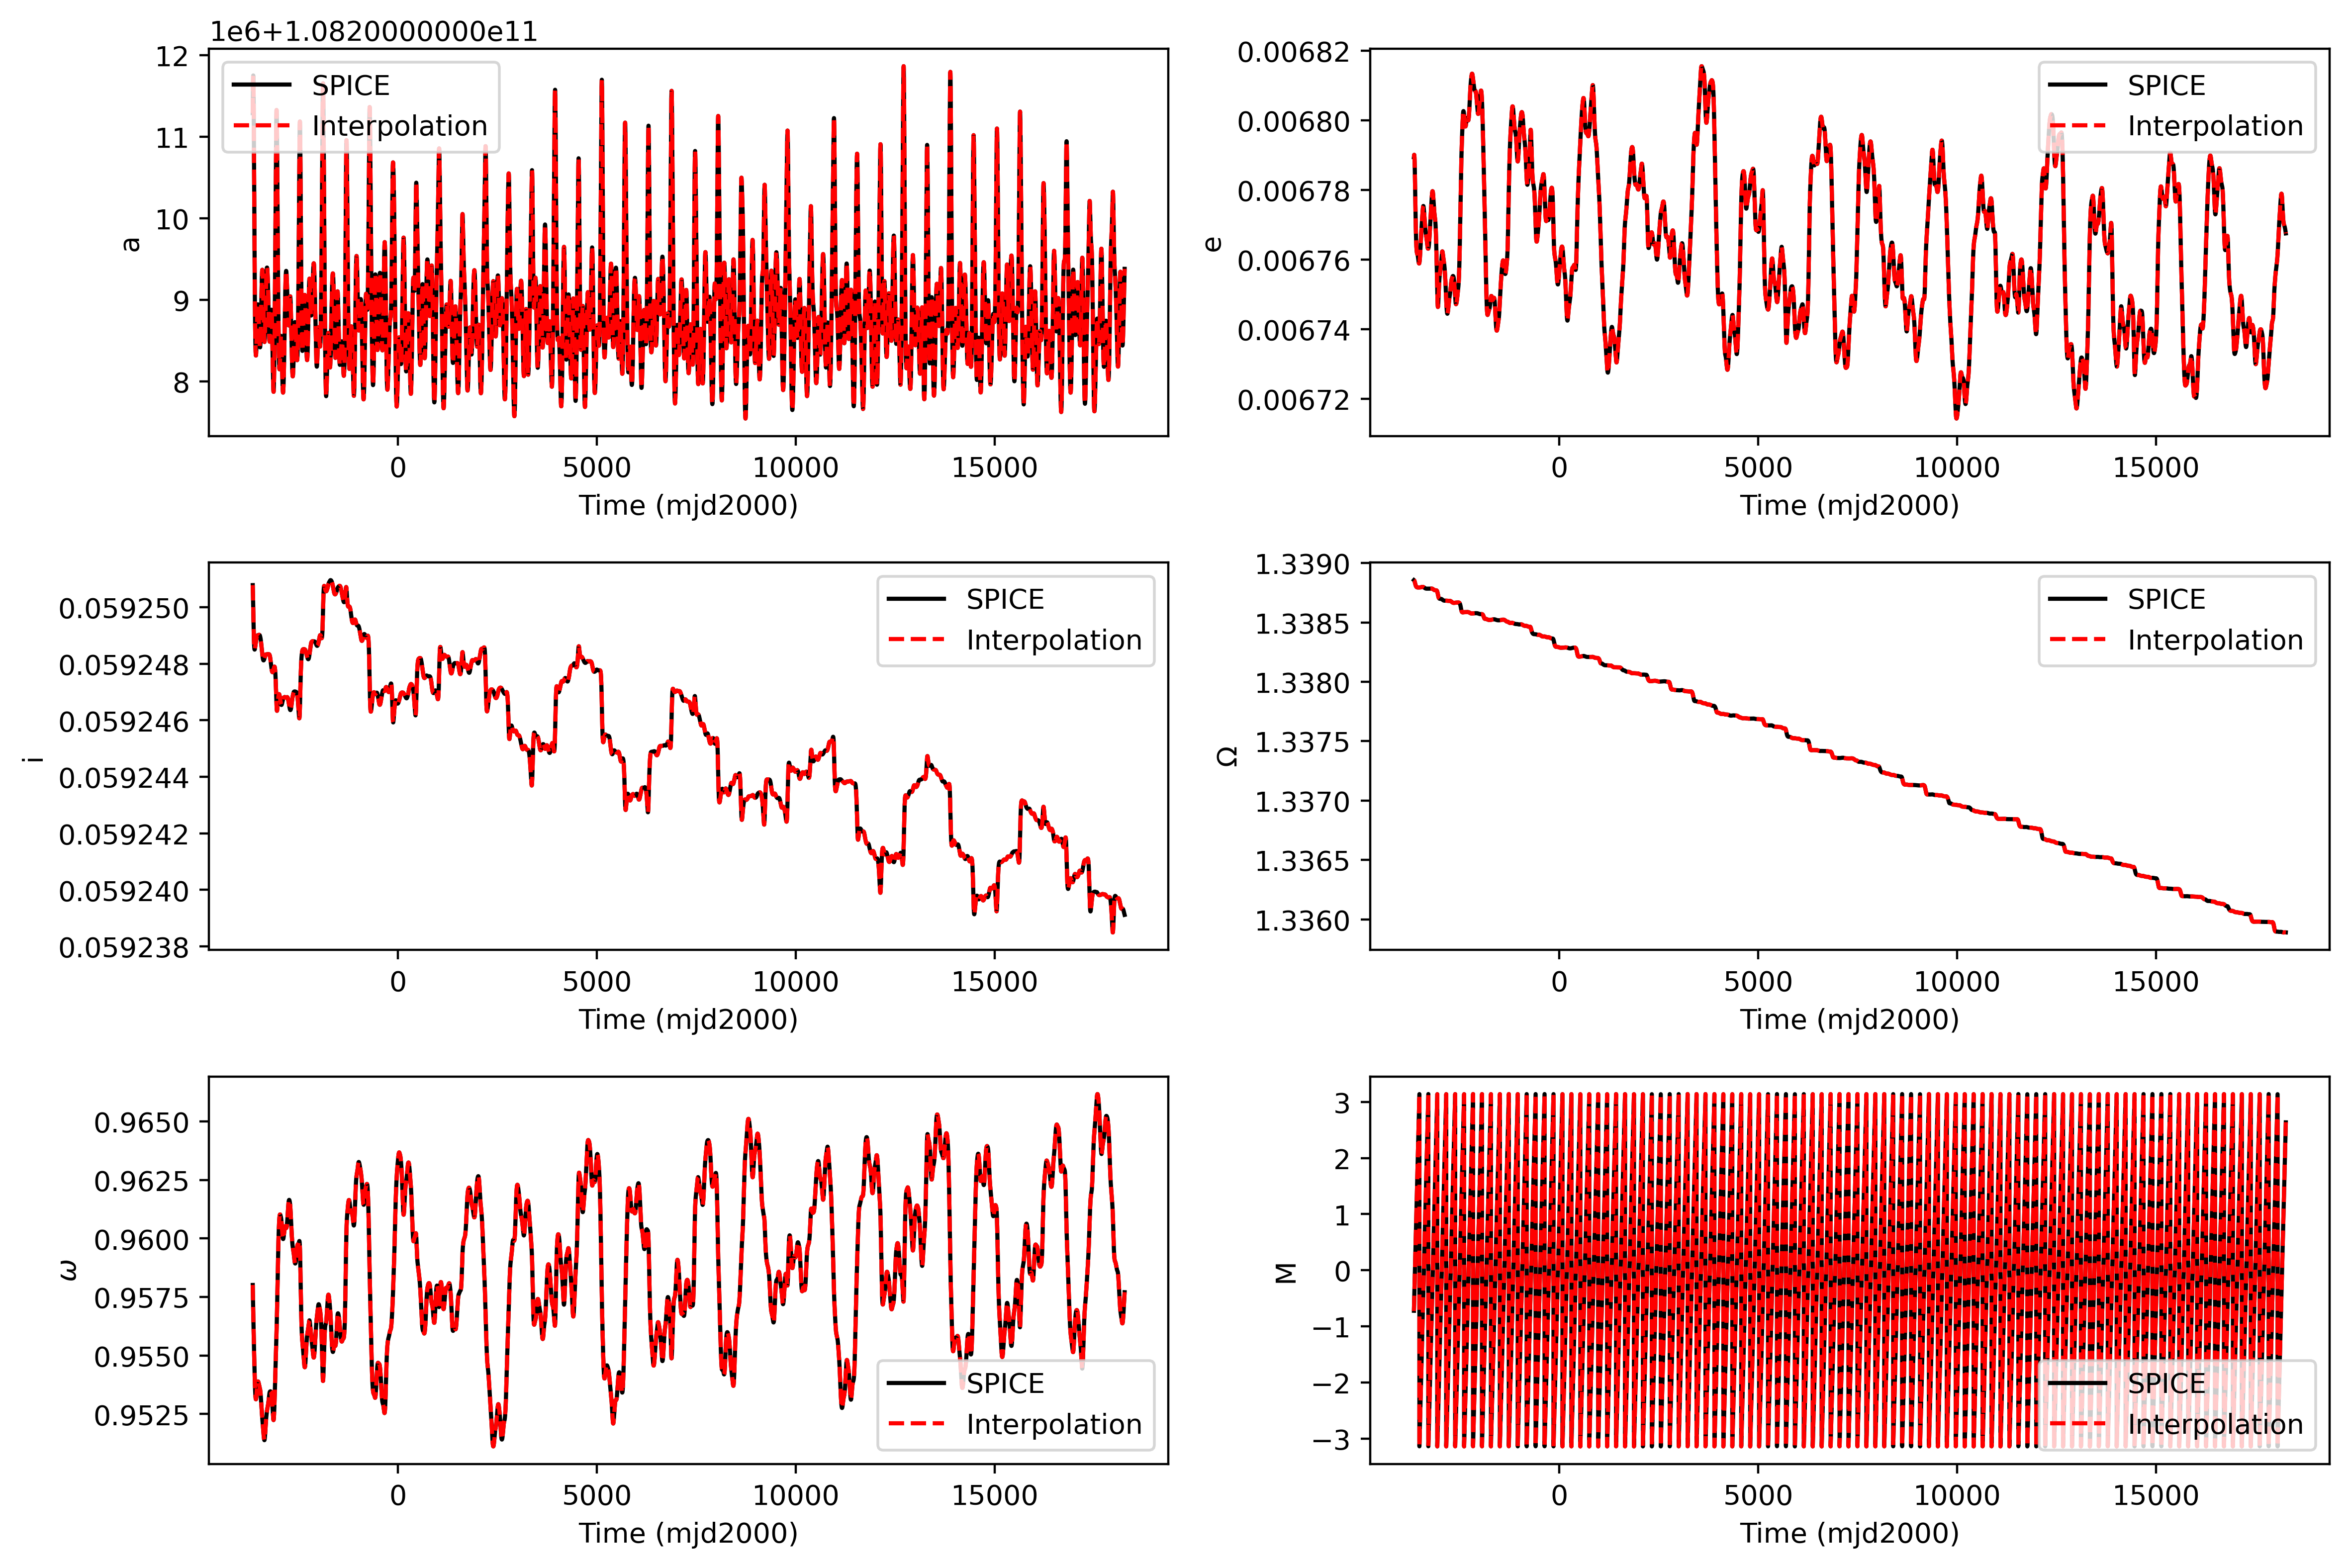 1e6+1.0820000000e11
12
11
10
9
8
a
SPICE
Interpolation
0
5000
10000
15000
Time (mjd2000)
0.00682
0.00680
0.00678
0.00676
0.00674
0.00672
e
SPICE
Interpolation
0
5000
10000
15000
Time (mjd2000)
0.059250
0.059248
0.059246
0.059244
0.059242
0.059240
0.059238
i
SPICE
Interpolation
0
5000
10000
15000
Time (mjd2000)
1.3390
1.3385
1.3380
1.3375
1.3370
1.3365
1.3360
Ω
SPICE
Interpolation
0
5000
10000
15000
Time (mjd2000)
0.9650
0.9625
0.9600
0.9575
0.9550
0.9525
ω
SPICE
Interpolation
0
5000
10000
15000
Time (mjd2000)
3
2
1
0
−1
−2
−3
M
SPICE
Interpolation
0
5000
10000
15000
Time (mjd2000)